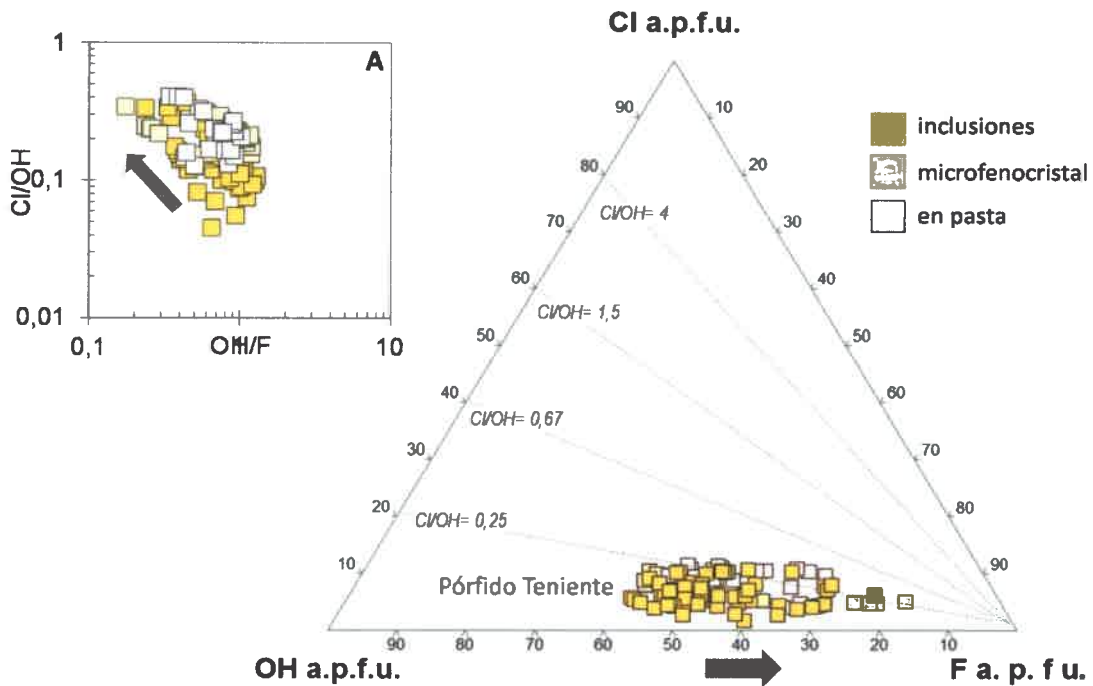 Cl a.p.f.u.
A
1
0,1
0,01
Cl/OH
0,1
OH/F
10
inclusiones
microfenocristal
en pasta
90
80
70
60
50
40
30
20
10
10
20
30
40
50
60
70
80
90
Cl/OH= 4
Cl/OH= 1,5
Cl/OH= 0,67
Cl/OH= 0,25
Pórfido Teniente
90
80
70
60
50
40
30
20
10
OH a.p.f.u.
F a. p. f u.